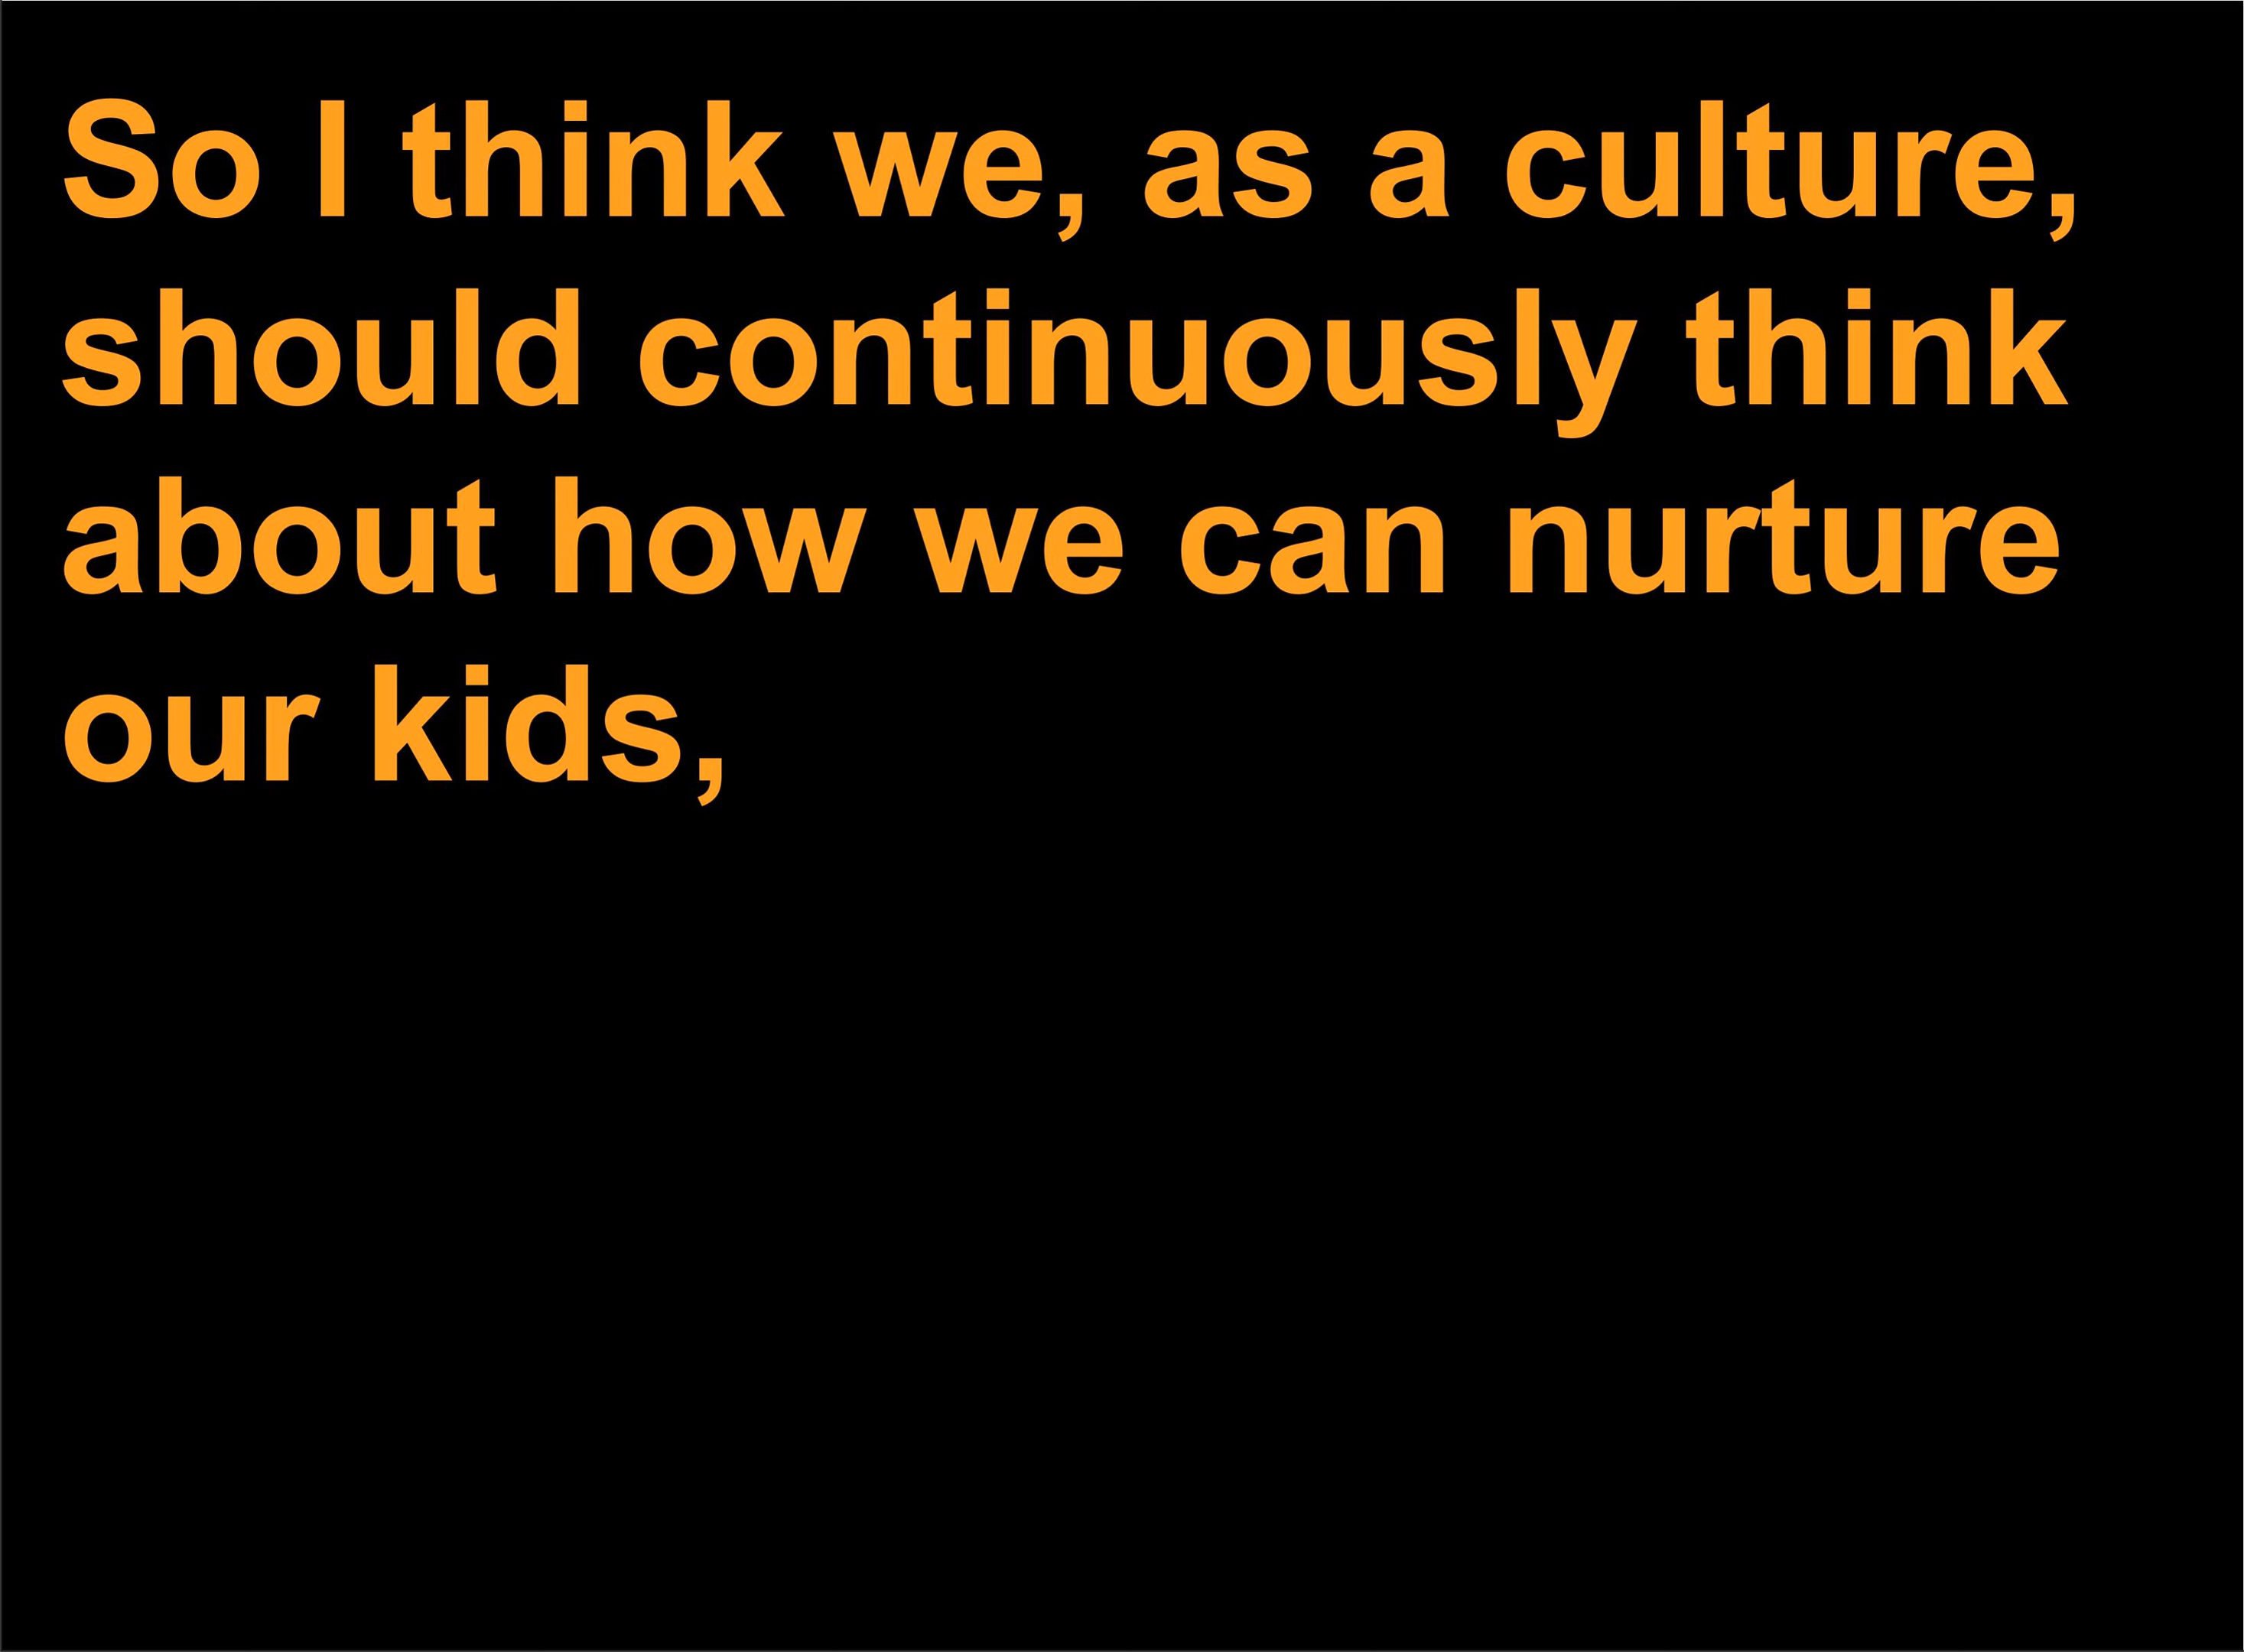 So I think we, as a culture,
should continuously think
about how we can nurture
our kids,